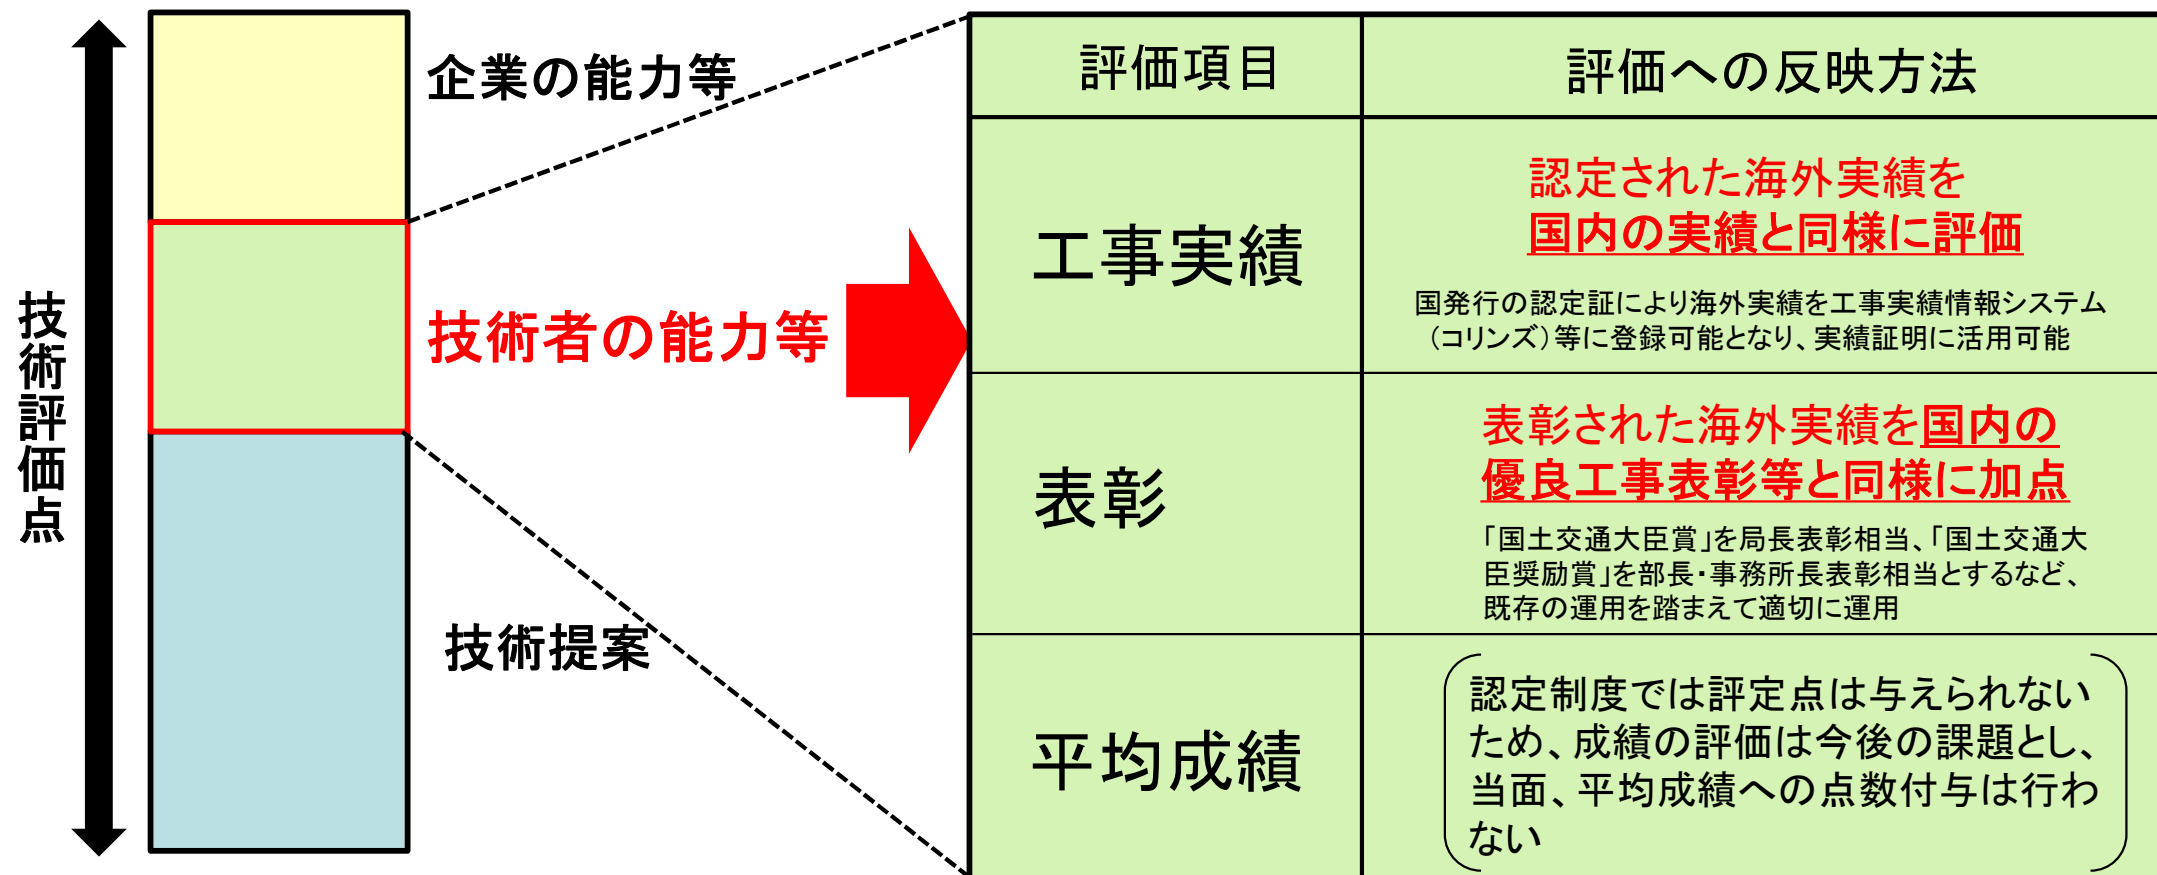 技術評価点
企業の能力等
技術者の能力等
技術提案
評価項目
評価への反映方法
工事実績
認定された海外実績を
国内の実績と同様に評価
国発行の認定証により海外実績を工事実績情報システム
(コリンズ)等に登録可能となり、実績証明に活用可能
表彰
表彰された海外実績を国内の
優良工事表彰等と同様に加点
「国土交通大臣賞」を局長表彰相当、「国土交通大
臣奨励賞」を部長・事務所長表彰相当とするなど、
既存の運用を踏まえて適切に運用
平均成績
認定制度では評定点は与えられない
ため、成績の評価は今後の課題とし、
当面、平均成績への点数付与は行わ
ない